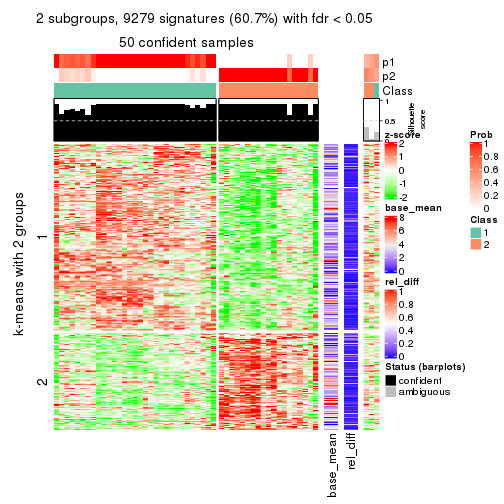 2 subgroups, 9279 signatures (60.7%) with fdr < 0.05
50 confident samples
p1
p2
Class
1
0.5
0
Silhouette
score
k-means with 2 groups
1
2
base_mean
rel_diff
z-score
2
1
0
-1
-2
base_mean
8
6
4
2
0
rel_diff
1
0.8
0.6
0.4
0.2
0
Status (barplots)
confident
ambiguous
Prob
1
0.8
0.6
0.4
0.2
0
Class
1
2